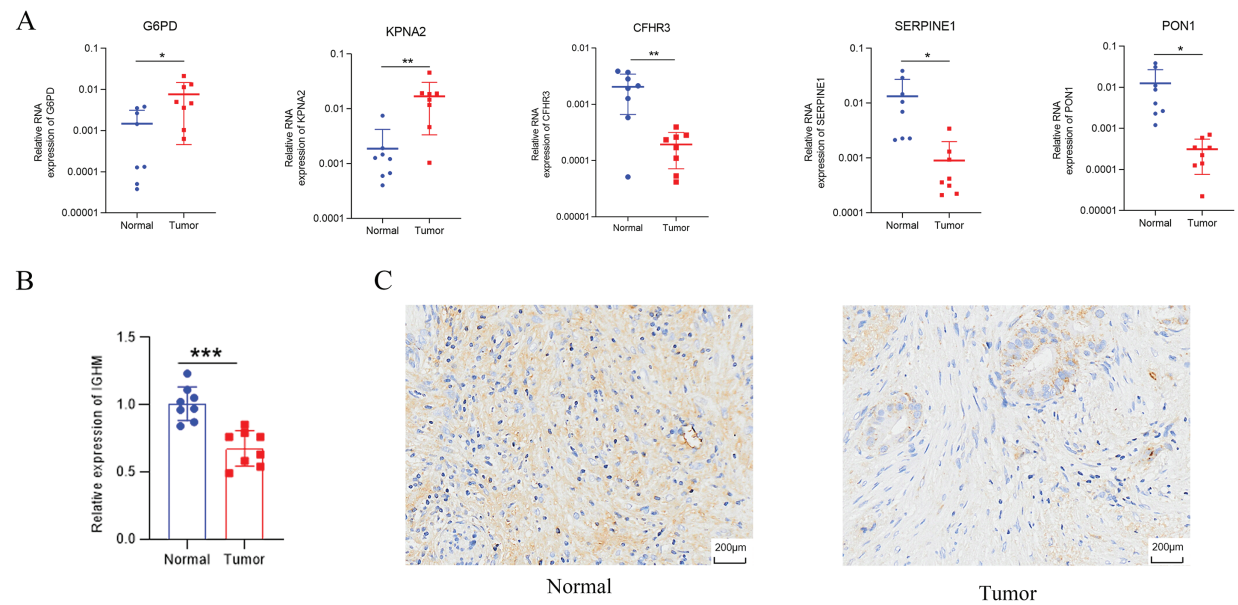 A
G6PD
Relative RNA
expression of G6PD
0.1
0.01
0.001
0.0001
0.00001
*
Normal
Tumor
KPNA2
Relative RNA
expression of KPNA2
0.1
0.01
0.001
0.0001
**
Normal
Tumor
CFHR3
Relative RNA
expression of CFHR3
0.01
0.001
0.0001
0.00001
**
Normal
Tumor
SERPINE1
Relative RNA
expression of SERPINE1
0.1
0.01
0.001
0.0001
*
Normal
Tumor
PON1
Relative RNA
expression of PON1
0.1
0.01
0.001
0.0001
0.00001
*
Normal
Tumor
B
Relative expression of IGHM
1.5
1.0
0.5
0.0
***
Normal
Tumor
C
200μm
Normal
200μm
Tumor